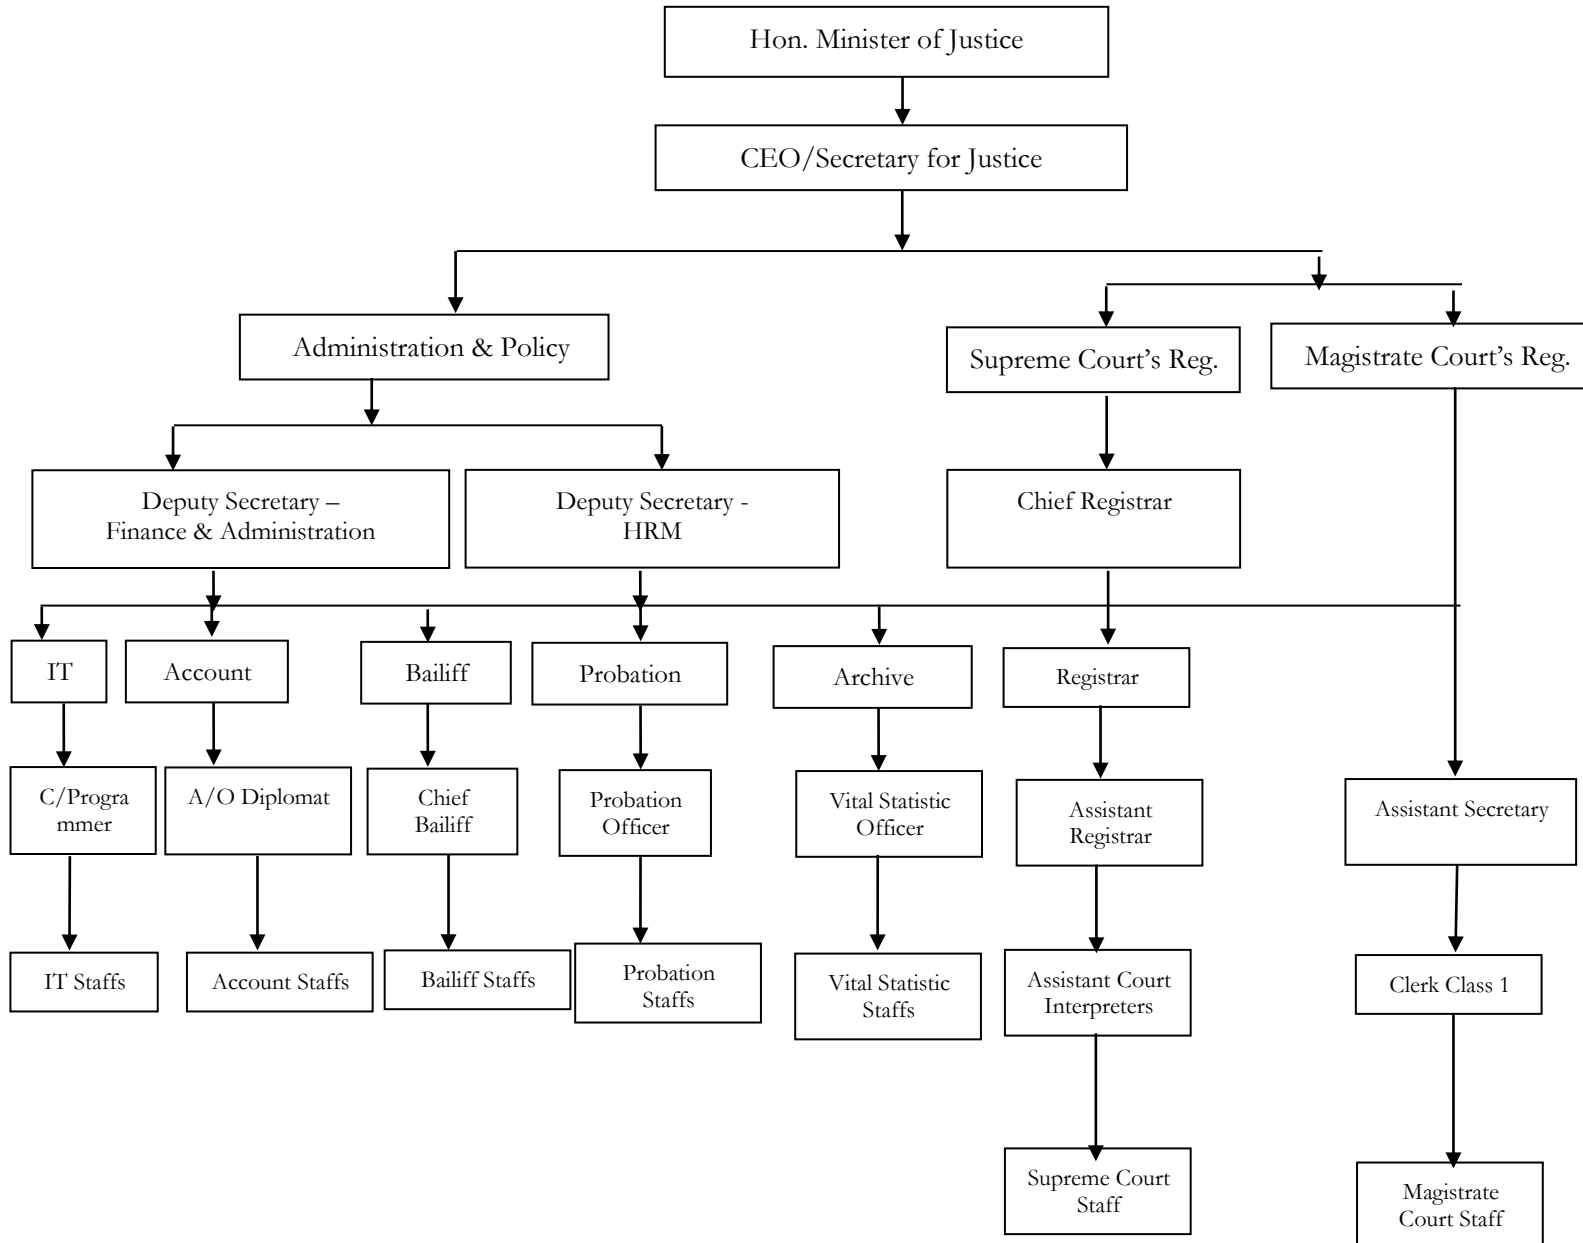 Hon. Minister of Justice
CEO/Secretary for Justice
Administration & Policy
Supreme Court’s Reg.
Magistrate Court’s Reg.
Deputy Secretary –
Finance & Administration
Deputy Secretary -
HRM
Chief Registrar
IT
Account
Bailiff
Probation
Archive
Registrar
C/Progra
mmer
A/O Diplomat
Chief
Bailiff
Probation
Officer
Vital Statistic
Officer
Assistant
Registrar
Assistant Secretary
IT Staffs
Account Staffs
Bailiff Staffs
Probation
Staffs
Vital Statistic
Staffs
Assistant Court
Interpreters
Clerk Class 1
Supreme Court
Staff
Magistrate
Court Staff